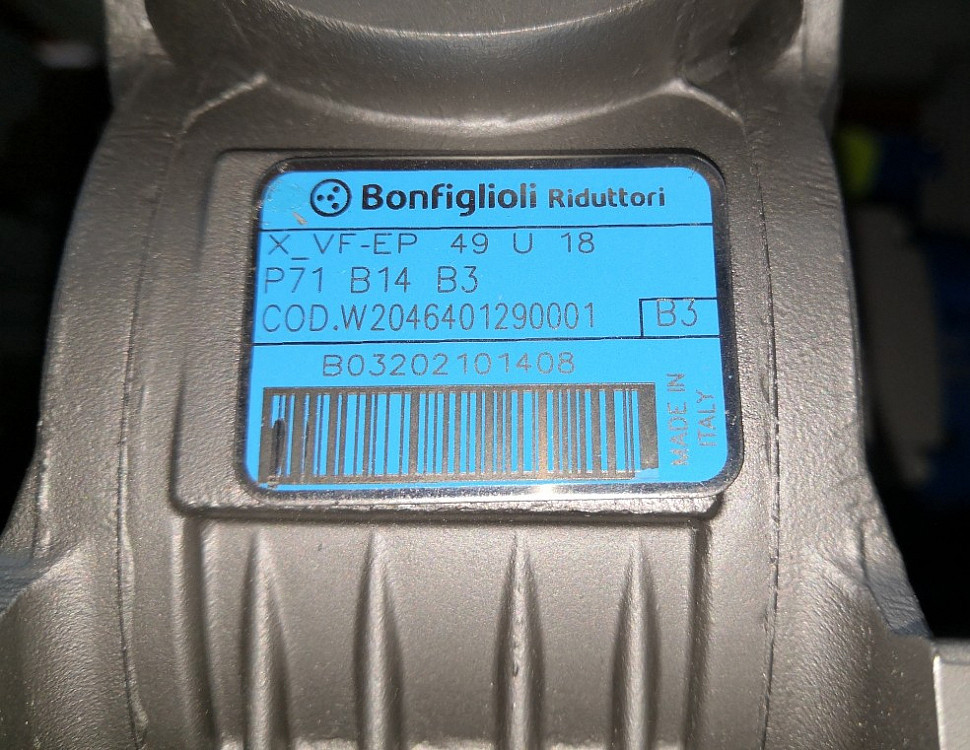 Bonfiglioli Riduttori
X_VF-EP 49 U 18
P71 B14 B3
COD.W2046401290001 B3
B03202101408
MADE IN
ITALY